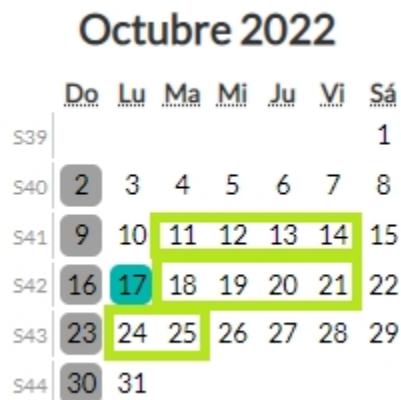 Octubre 2022
Do Lu Ma Mi Ju Vi Sá
S39 1
S40 2 3 4 5 6 7 8
S41 9 10 11 12 13 14 15
S42 16 17 18 19 20 21 22
S43 23 24 25 26 27 28 29
S44 30 31